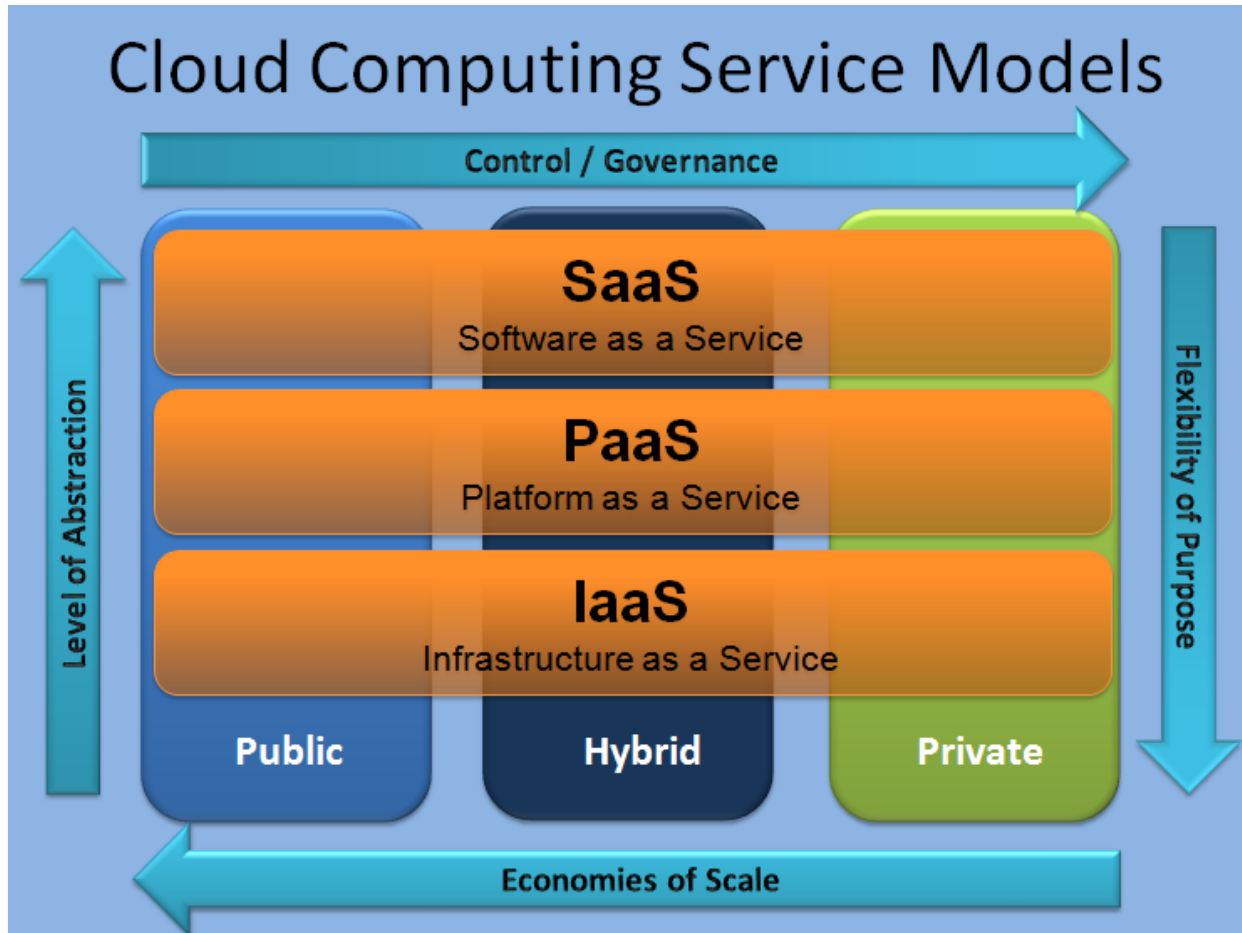 Cloud Computing Service Models
Control / Governance
Level of Abstraction
SaaS
Software as a Service
PaaS
Platform as a Service
IaaS
Infrastructure as a Service
Flexibility of Purpose
Public
Hybrid
Private
Economies of Scale